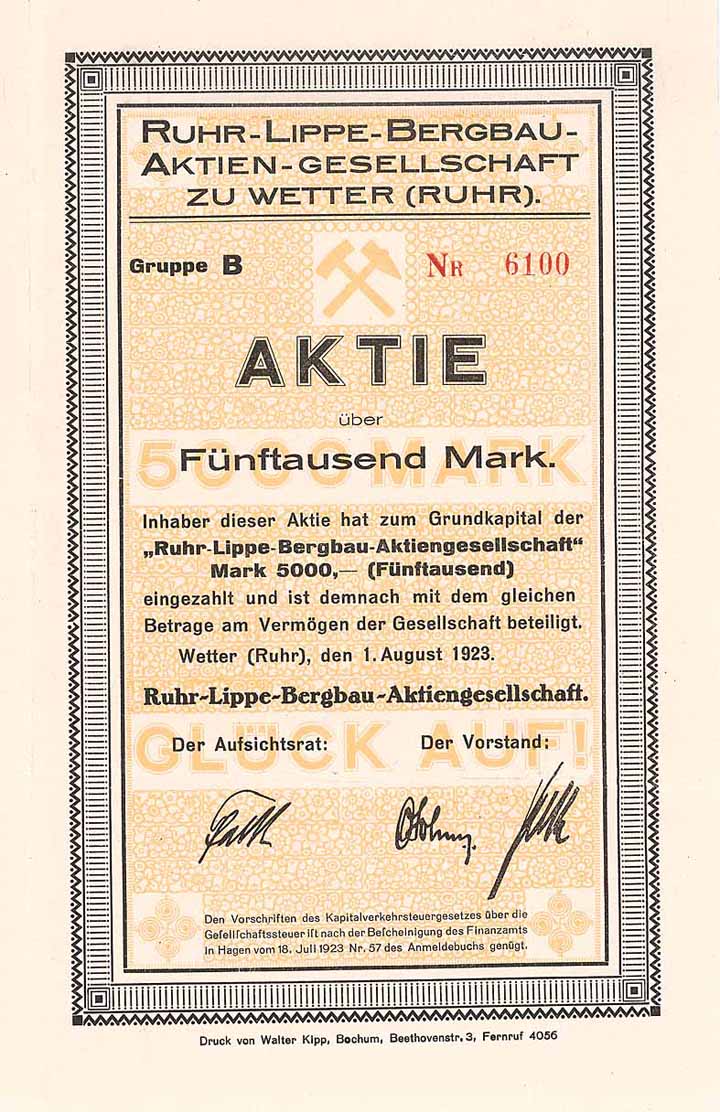 RUHR-LIPPE-BERGBAU-
AKTIEN-GESELLSCHAFT
ZU WETTER (RUHR).
Gruppe B
NR 6100
AKTIE
über
5000 MARK
Fünftausend Mark.
Inhaber dieser Aktie hat zum Grundkapital der
„Ruhr-Lippe-Bergbau-Aktiengesellschaft“
Mark 5000,— (Fünftausend)
eingezahlt und ist demnach mit dem gleichen
Betrage am Vermögen der Gesellschaft beteiligt.
Wetter (Ruhr), den 1. August 1923.
Ruhr-Lippe-Bergbau-Aktiengesellschaft.
GLÜCK AUF!
Der Aufsichtsrat: Der Vorstand:
Den Vorschriften des Kapitalverkehrsteuergesetzes über die
Gesellschaftssteuer ist nach der Bescheinigung des Finanzamts
in Hagen vom 18. Juli 1923 Nr. 57 des Anmeldebuchs genügt.
Druck von Walter Kipp, Bochum, Beethovenstr. 3, Fernruf 4056